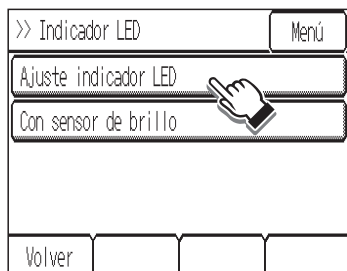 >> Indicador LED
Menú
Ajuste indicador LED
Con sensor de brillo
Volver